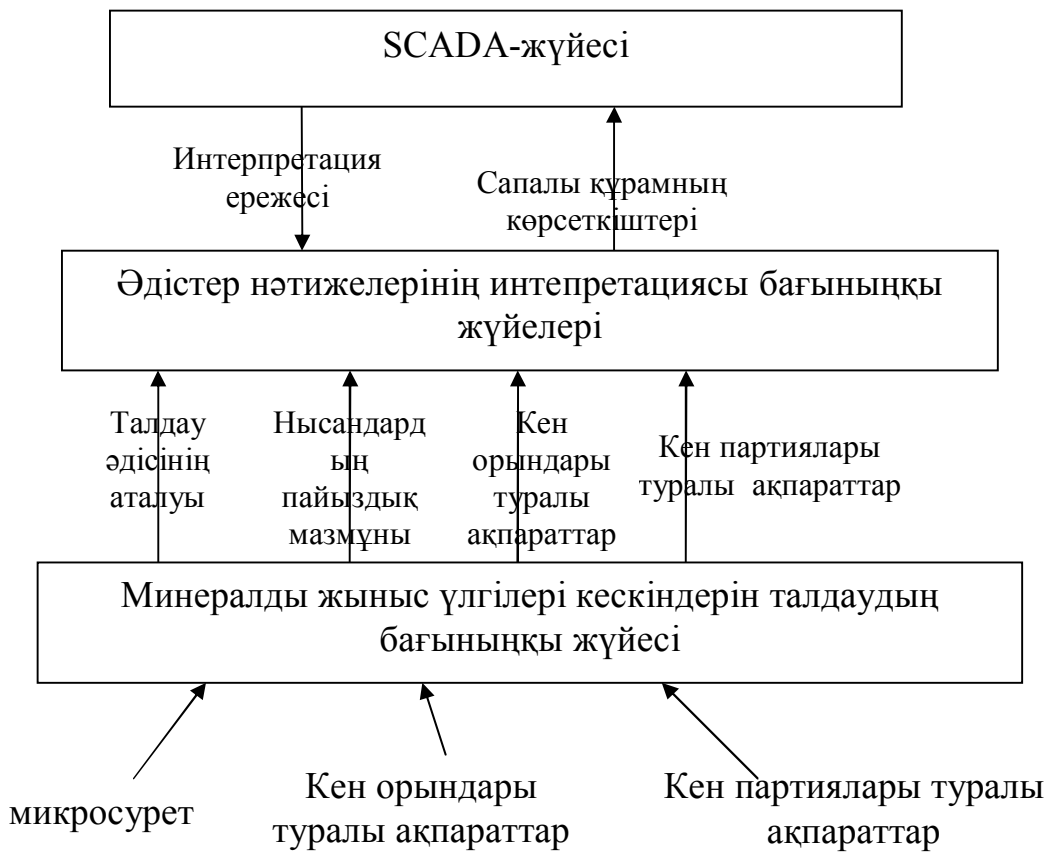 SCADA-жүйесі
Интерпретация
ережесі
Сапалы құрамның
көрсеткіштері
Әдістер нәтижелерінің интепретациясы бағыныңқы
жүйелері
Талдау
әдісінің
аталуы
Нысандард
ың
пайыздық
мазмұны
Кен
орындары
туралы
ақпараттар
Кен партиялары
туралы ақпараттар
Минералды жыныс үлгілері кескіндерін талдаудың
бағыныңқы жүйесі
микросурет
Кен орындары
туралы ақпараттар
Кен партиялары туралы
ақпараттар